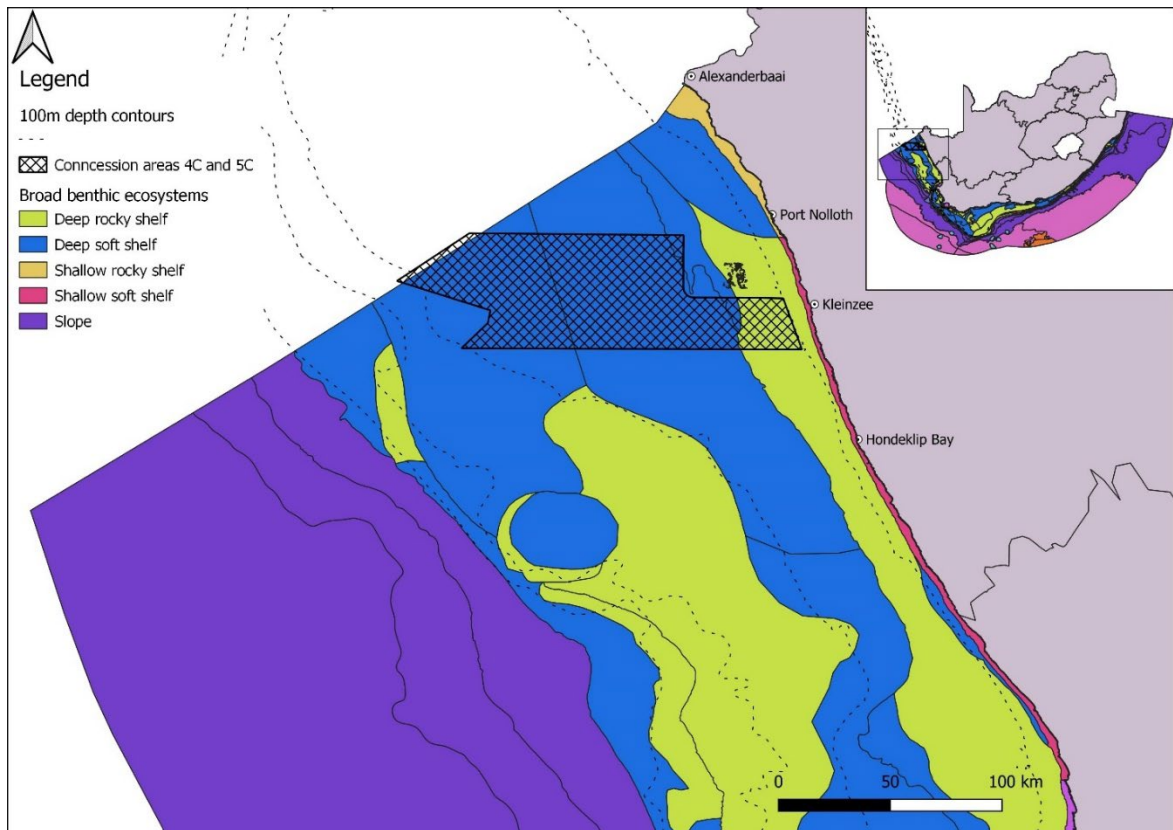 Legend
100m depth contours
Conncession areas 4C and 5C
Broad benthic ecosystems
Deep rocky shelf
Deep soft shelf
Shallow rocky shelf
Shallow soft shelf
Slope
Alexanderbaai
Port Nolloth
Kleinzee
Hondeklip Bay
0 50 100 km